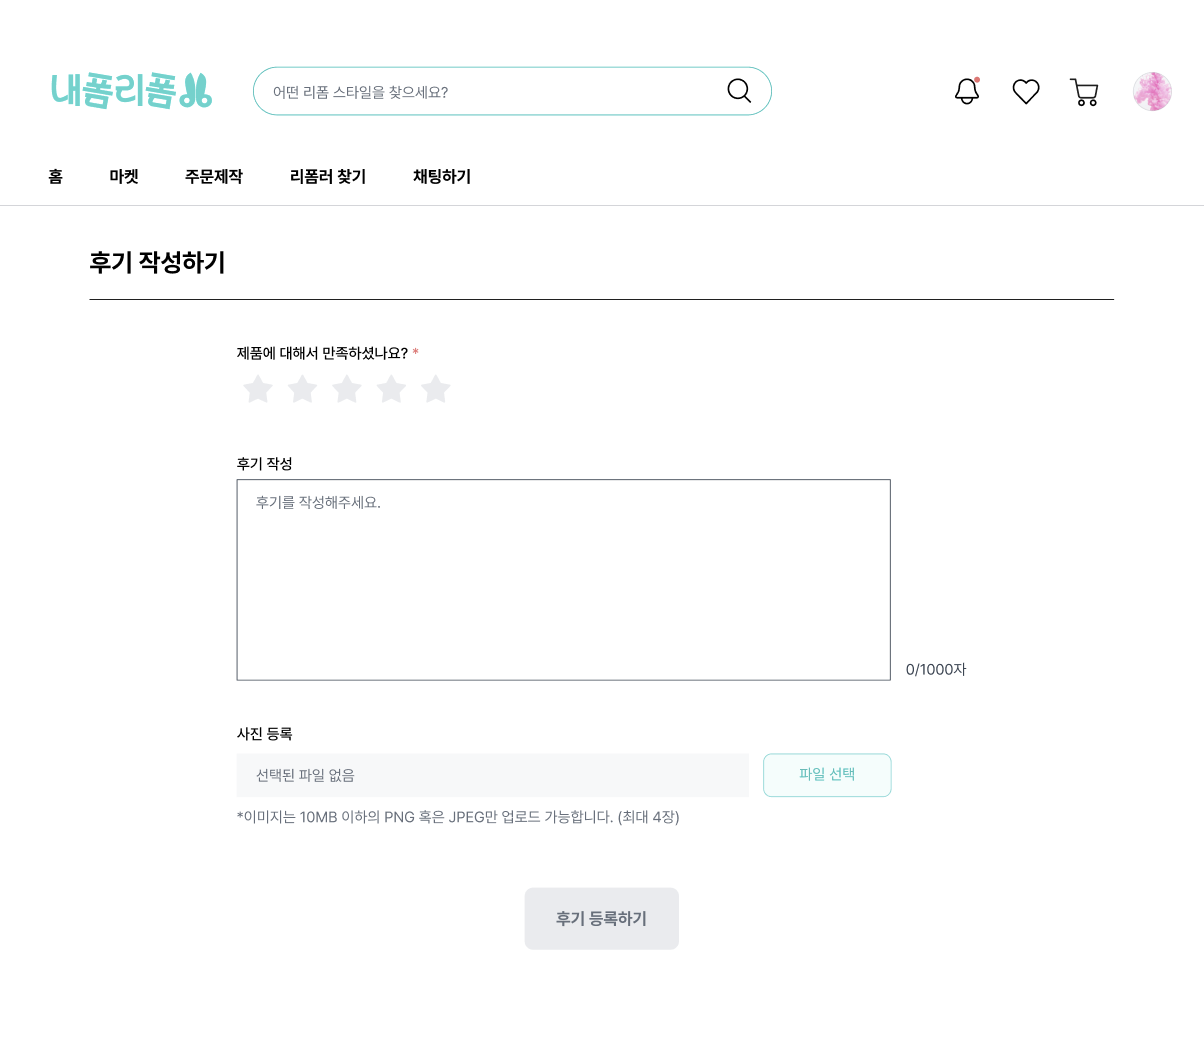 내폼리폼
어떤 리폼 스타일을 찾으세요?
홈 마켓 주문제작 리폼러 찾기 채팅하기
후기 작성하기
제품에 대해서 만족하셨나요? *
후기 작성
후기를 작성해주세요.
0/1000자
사진 등록
선택된 파일 없음
파일 선택
*이미지는 10MB 이하의 PNG 혹은 JPEG만 업로드 가능합니다. (최대 4장)
후기 등록하기